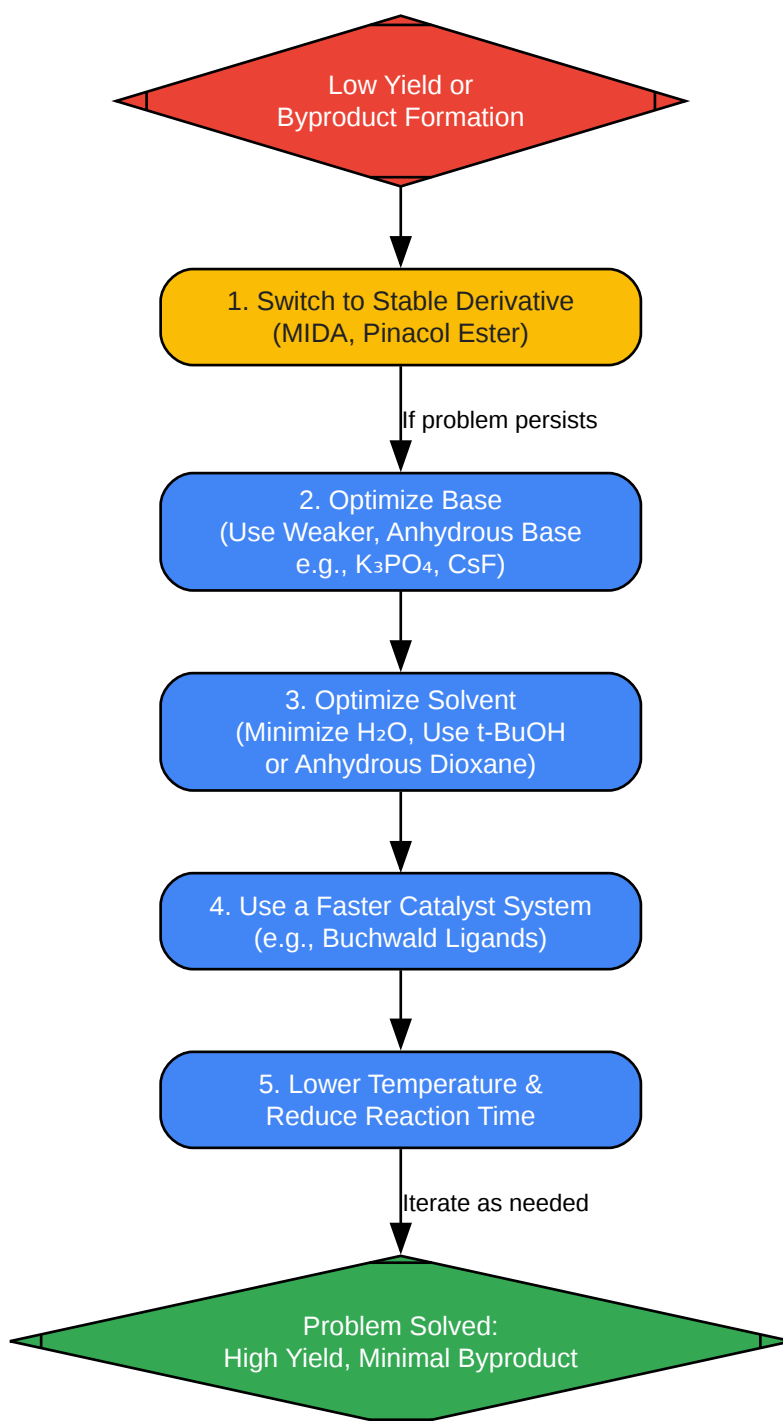 Low Yield or
Byproduct Formation
1. Switch to Stable Derivative
(MIDA, Pinacol Ester)
If problem persists
2. Optimize Base
(Use Weaker, Anhydrous Base
e.g., K₃PO₄, CsF)
3. Optimize Solvent
(Minimize H₂O, Use t-BuOH
or Anhydrous Dioxane)
4. Use a Faster Catalyst System
(e.g., Buchwald Ligands)
5. Lower Temperature &
Reduce Reaction Time
Iterate as needed
Problem Solved:
High Yield, Minimal Byproduct